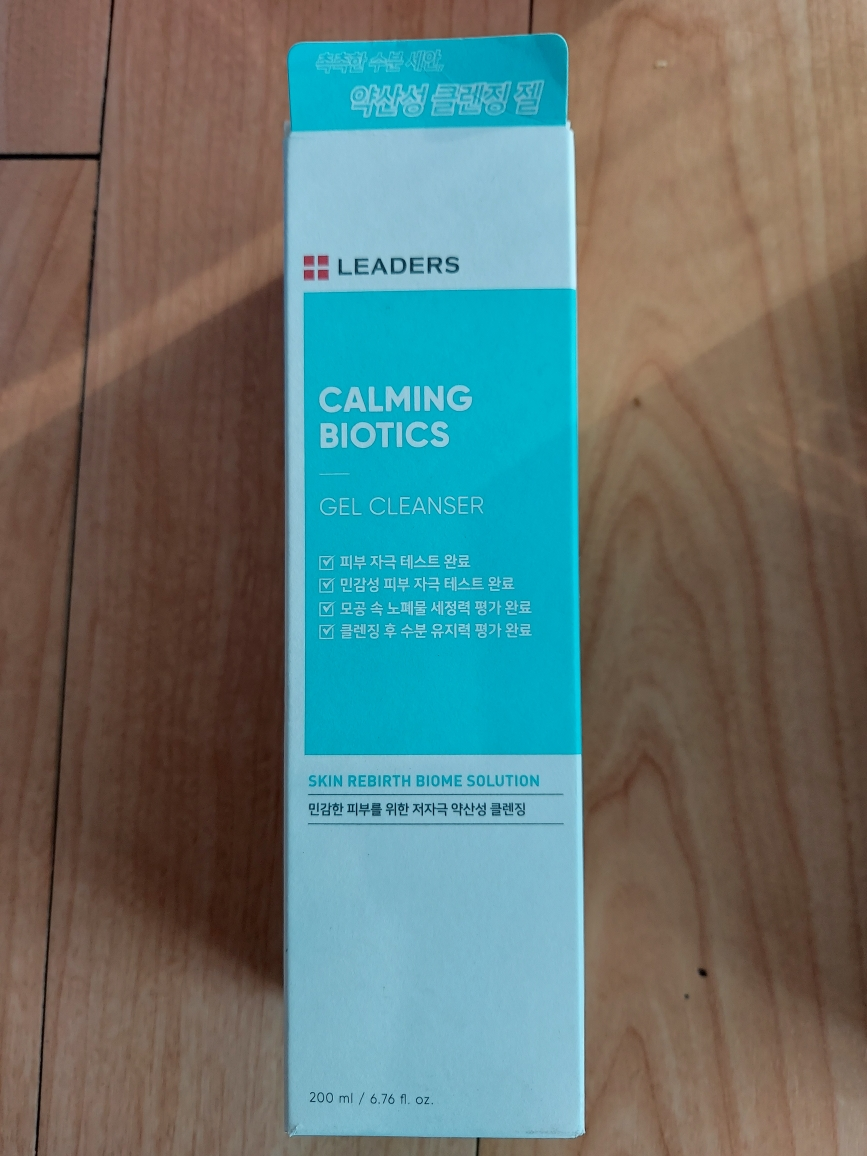 촉촉한 수분 세안,
약산성 클렌징 젤
LEADERS
CALMING
BIOTICS
GEL CLEANSER
피부 자극 테스트 완료
민감성 피부 자극 테스트 완료
모공 속 노폐물 세정력 평가 완료
클렌징 후 수분 유지력 평가 완료
SKIN REBIRTH BIOME SOLUTION
민감한 피부를 위한 저자극 약산성 클렌징
200 ml / 6.76 fl. oz.